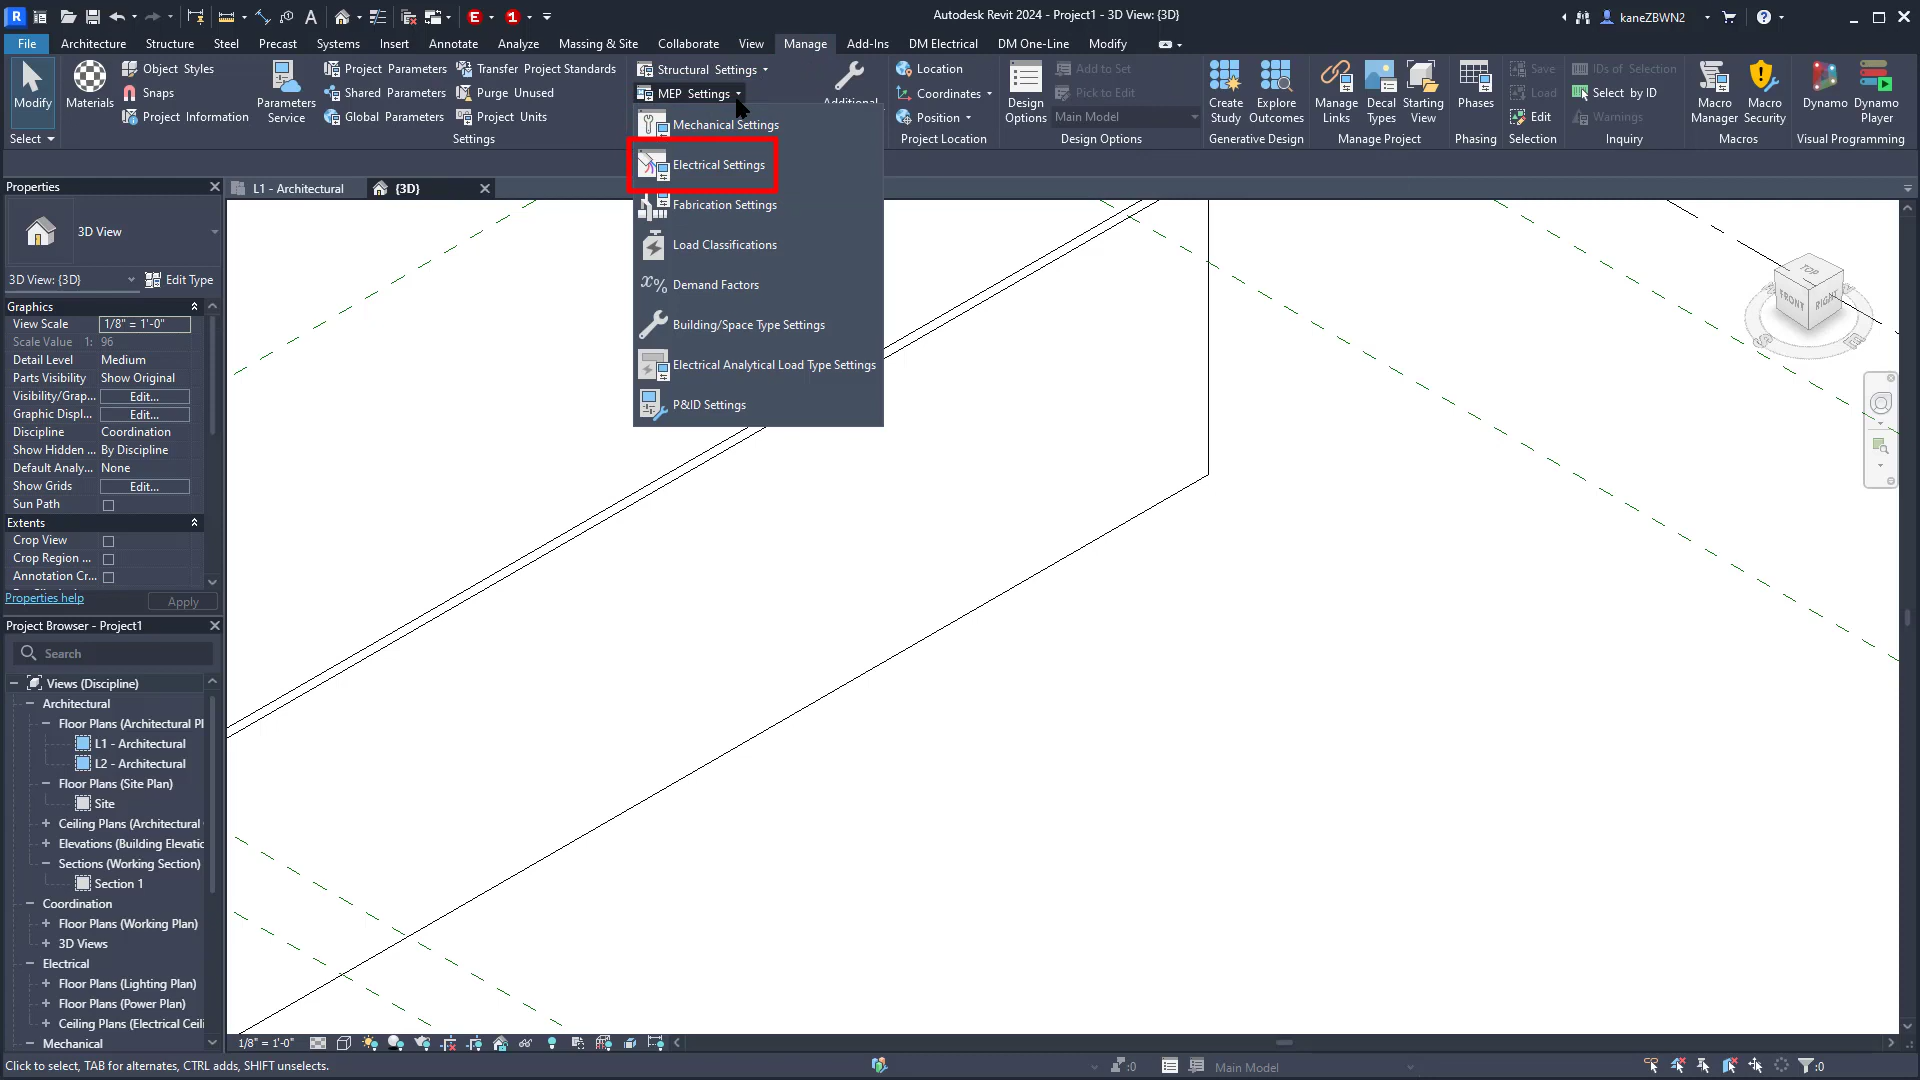 Autodesk Revit 2024 - Project1 - 3D View: {3D}
kaneZBWN2
File Architecture Structure Steel Precast Systems Insert Annotate Analyze Massing & Site Collaborate View Manage Add-Ins DM Electrical DM One-Line Modify
Modify
Materials
Object Styles
Snaps
Project Information
Parameters Service
Project Parameters
Shared Parameters
Global Parameters
Transfer Project Standards
Purge Unused
Project Units
Structural Settings
MEP Settings
Location
Coordinates
Position
Design Options
Add to Set
Pick to Edit
Main Model
Create Study
Explore Outcomes
Manage Links
Decal Types
Starting View
Phases
Save
Load
Edit
IDs of Selection
Select by ID
Warnings
Macro Manager
Macro Security
Dynamo
Dynamo Player
Select
Settings
Project Location
Design Options
Generative Design
Manage Project
Phasing
Selection
Inquiry
Macros
Visual Programming
Mechanical Settings
Electrical Settings
Fabrication Settings
Load Classifications
Demand Factors
Building/Space Type Settings
Electrical Analytical Load Type Settings
P&ID Settings
Properties
L1 - Architectural
{3D}
3D View
3D View: {3D}
Edit Type
Graphics
View Scale 1/8" = 1'-0"
Scale Value 1: 96
Detail Level Medium
Parts Visibility Show Original
Visibility/Grap... Edit...
Graphic Displ... Edit...
Discipline Coordination
Show Hidden ... By Discipline
Default Analy... None
Show Grids Edit...
Sun Path
Extents
Crop View
Crop Region ...
Annotation Cr...
Properties help
Apply
Project Browser - Project1
Search
Views (Discipline)
Architectural
Floor Plans (Architectural Pl
L1 - Architectural
L2 - Architectural
Floor Plans (Site Plan)
Site
Ceiling Plans (Architectural
Elevations (Building Elevatic
Sections (Working Section)
Section 1
Coordination
Floor Plans (Working Plan)
3D Views
Electrical
Floor Plans (Lighting Plan)
Floor Plans (Power Plan)
Ceiling Plans (Electrical Ceili
Mechanical
TOP
FRONT
RIGHT
1/8" = 1'-0"
Click to select, TAB for alternates, CTRL adds, SHIFT unselects.
:0
Main Model
:0